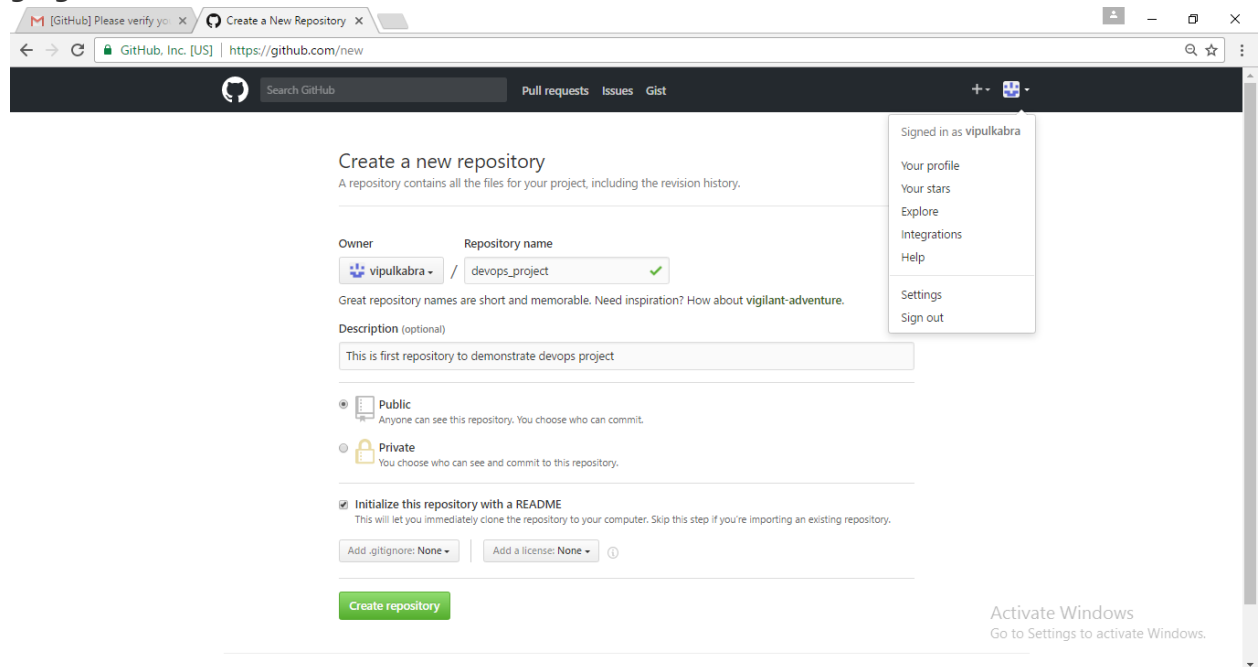 [GitHub] Please verify yo
Create a New Repository
GitHub, Inc. [US] | https://github.com/new
Search GitHub
Pull requests Issues Gist
Signed in as vipulkabra
Your profile
Your stars
Explore
Integrations
Help
Settings
Sign out
Create a new repository
A repository contains all the files for your project, including the revision history.
Owner Repository name
vipulkabra / devops_project
Great repository names are short and memorable. Need inspiration? How about vigilant-adventure.
Description (optional)
This is first repository to demonstrate devops project
Public
Anyone can see this repository. You choose who can commit.
Private
You choose who can see and commit to this repository.
Initialize this repository with a README
This will let you immediately clone the repository to your computer. Skip this step if you're importing an existing repository.
Add .gitignore: None Add a license: None
Create repository
Activate Windows
Go to Settings to activate Windows.